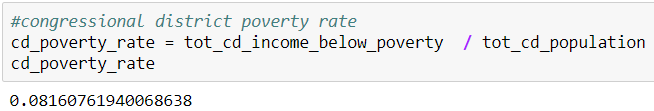 #congressional district poverty rate
cd_poverty_rate = tot_cd_income_below_poverty  / tot_cd_population
cd_poverty_rate
0.08160761940068638